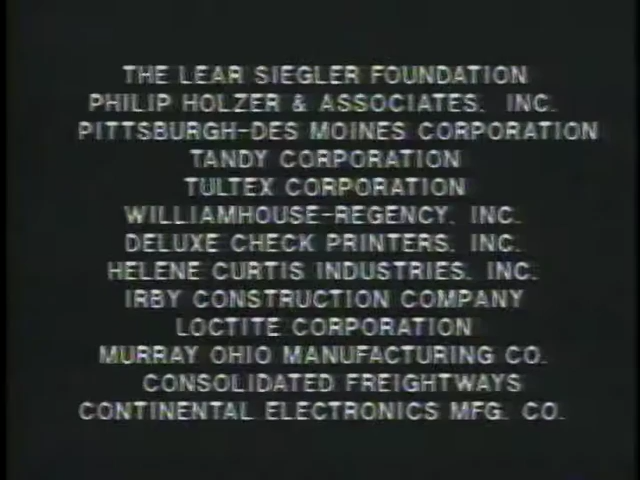 THE LEAR SIEGLER FOUNDATION
PHILIP HOLZER & ASSOCIATES. INC.
PITTSBURGH-DES MOINES CORPORATION
TANDY CORPORATION
TULTEX CORPORATION
WILLIAMHOUSE-REGENCY. INC.
DELUXE CHECK PRINTERS. INC.
HELENE CURTIS INDUSTRIES. INC.
IRBY CONSTRUCTION COMPANY
LOCTITE CORPORATION
MURRAY OHIO MANUFACTURING CO.
CONSOLIDATED FREIGHTWAYS
CONTINENTAL ELECTRONICS MFG. CO.